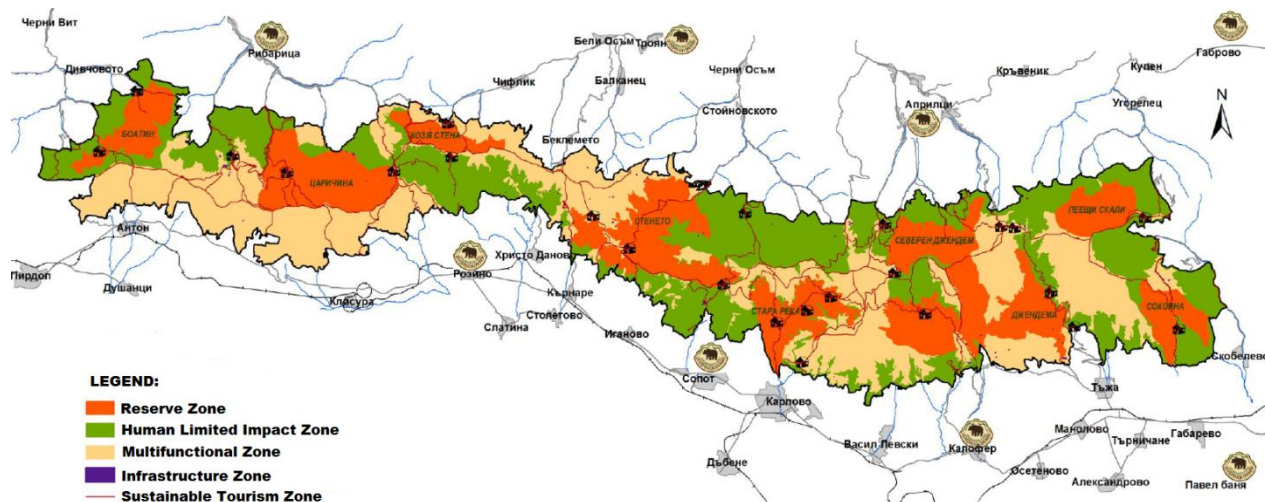 Черни Вит
Рибарица
Бели Осъм
Троян
Габрово
Дивчовото
Чифлик
Балканец
Черни Осъм
Кръвеник
Купен
Стойновското
Априлци
Угорелец
N
БОАТИН
КОЗЯ СТЕНА
Беклемето
ЦАРИЧИНА
ПЕЕЩИ СКАЛИ
СТЕНЕТО
СЕВЕРЕН ДЖЕНДЕМ
Антон
Пирдоп
Душанци
Розино
Христо Даново
Клисура
Кърнаре
Столетово
Слатина
Иганово
СТАРА РЕКА
ДЖЕНДЕМА
СОКОЛНА
Скобелево
Сопот
Карлово
Тъжа
LEGEND:
Reserve Zone
Human Limited Impact Zone
Multifunctional Zone
Infrastructure Zone
Sustainable Tourism Zone
Васил Левски
Калофер
Манолово
Габарево
Търничане
Дъбене
Осетеново
Александрово
Павел баня